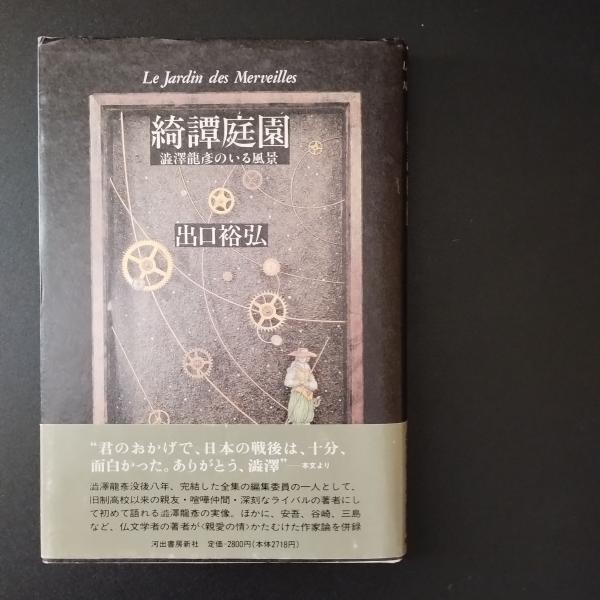 Le Jardin des Merveilles
綺譚庭園
澁澤龍彥のいる風景
出口裕弘
“君のおかげで、日本の戦後は、十分、
面白かった。ありがとう、澁澤”──本文より
澁澤龍彥没後八年、完結した全集の編集委員の一人として、
旧制高校以来の親友・喧嘩仲間・深刻なライバルの著者にし
て初めて語れる澁澤龍彥の実像。ほかに、安吾、谷崎、三島
など、仏文学者の著者が〈親愛の情〉かたむけた作家論を併録
河出書房新社　定価・2800円(本体2718円)